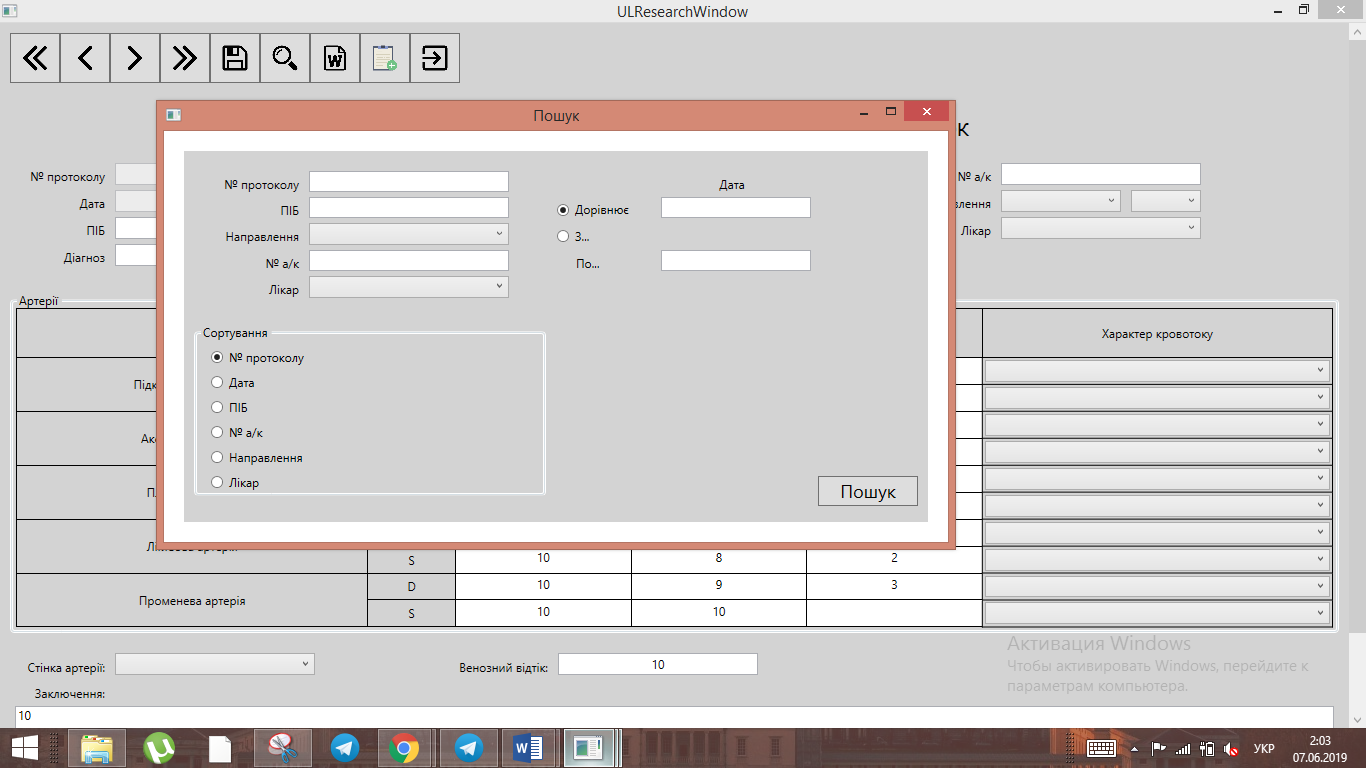 ULResearchWindow
Пошук
К
№ протоколу
Дата
ПІБ
Діагноз
№ а/к
Лікар
№ протоколу
ПІБ
Направлення
№ а/к
Лікар
Дата
Дорівнює
З...
По...
Сортування
№ протоколу
Дата
ПІБ
№ а/к
Направлення
Лікар
Пошук
Артерії
Характер кровотоку
S 10 8 2
Променева артерія
D 10 9 3
S 10 10
Стінка артерії:
Венозний відтік: 10
Заключення:
10
Активация Windows
Чтобы активировать Windows, перейдите к
параметрам компьютера.
УКР
2:03
07.06.2019